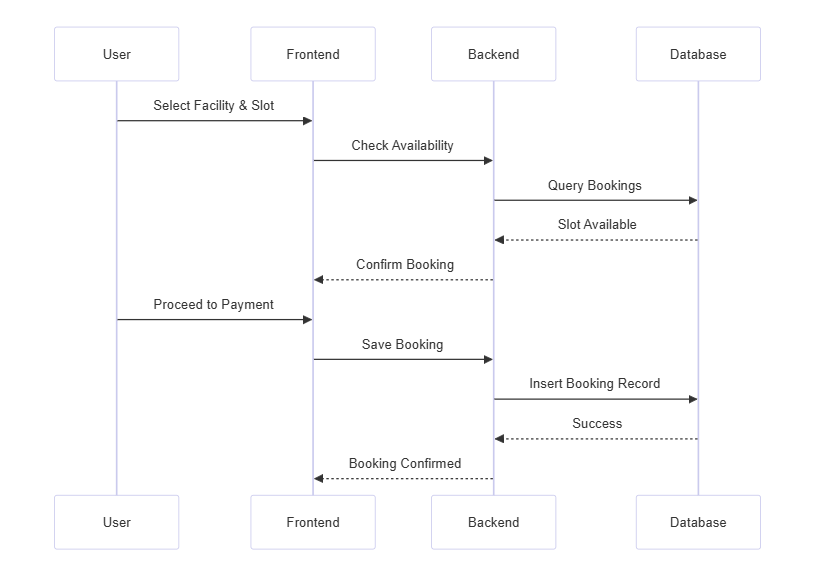 User
Frontend
Backend
Database
Select Facility & Slot
Check Availability
Query Bookings
Slot Available
Confirm Booking
Proceed to Payment
Save Booking
Insert Booking Record
Success
Booking Confirmed
User
Frontend
Backend
Database